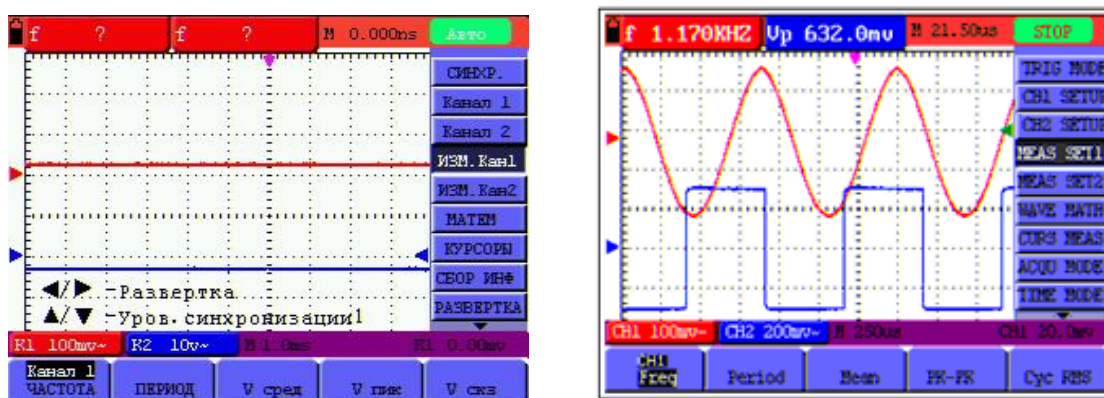 f ? f ? M 0.000ns Авто
СИНХР.
Канал 1
Канал 2
ИЗМ.Кан1
ИЗМ.Кан2
МАТЕМ
КУРСОРЫ
СБОР ИНФ
РАЗВЕРТКА
◄/► -Развертка
▲/▼ -Уров.синхронизации1
К1 100mv~ К2 10v~ M 1.0ms К1 0.00mv
Канал 1
ЧАСТОТА ПЕРИОД V сред V пик V скз
f 1.170KHZ Vp 632.0mv M 21.50us STOP
TRIG MODE
CH1 SETUP
CH2 SETUP
MEAS SET1
MEAS SET2
WAVE MATH
CURS MEAS
ACQU MODE
TIME MODE
CH1 100mv~ CH2 200mv~ M 250us CH1 20.0mv
CH1
Freq Period Mean PK-PK Cyc RMS